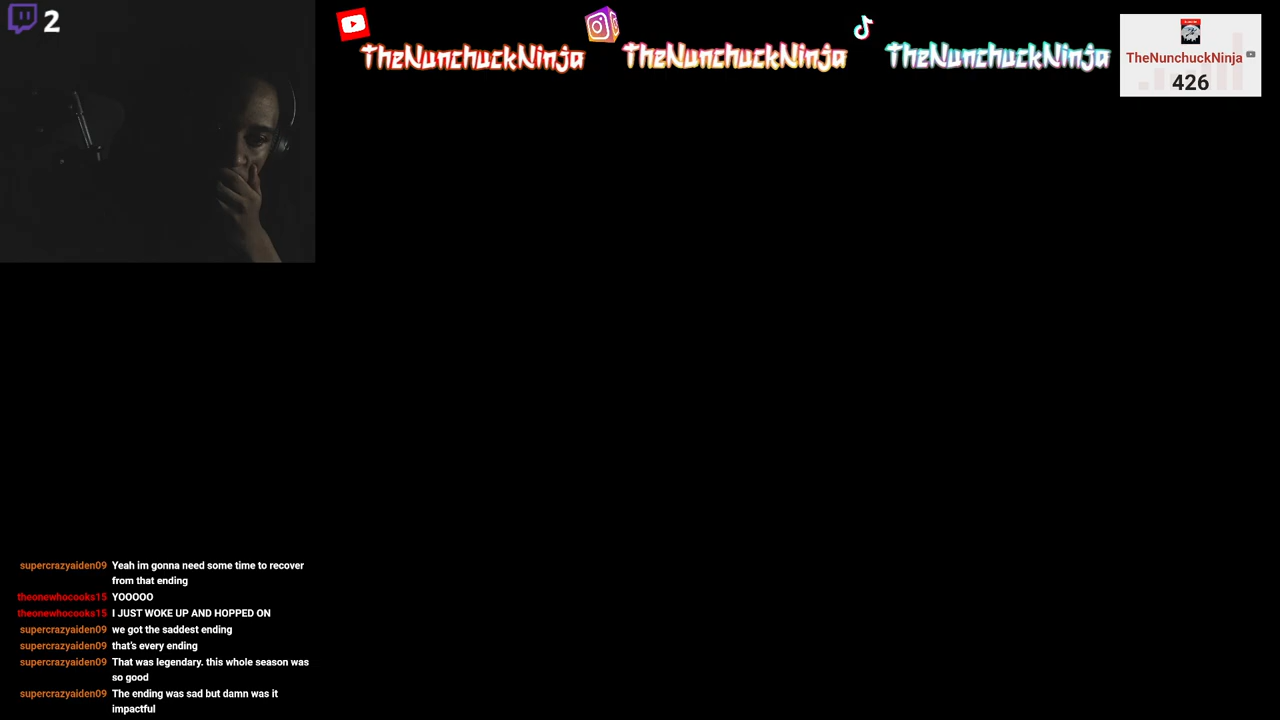 2
TheNunchuckNinja
TheNunchuckNinja
TheNunchuckNinja
TheNunchuckNinja
426
supercrazyaiden09 Yeah im gonna need some time to recover
from that ending
theonewhocooks15 YOOOOO
theonewhocooks15 I JUST WOKE UP AND HOPPED ON
supercrazyaiden09 we got the saddest ending
supercrazyaiden09 that's every ending
supercrazyaiden09 That was legendary. this whole season was
so good
supercrazyaiden09 The ending was sad but damn was it
impactful